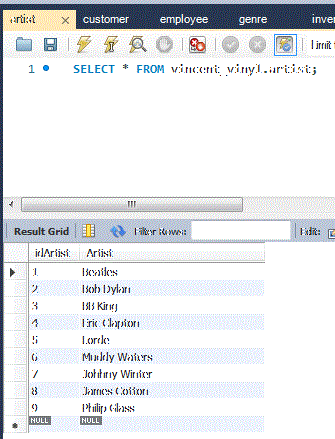 artist × customer employee genre inven
Limit
1 SELECT * FROM vincent_vinyl.artist;
Result Grid Filter Rows: Edit:
idArtist Artist
1 Beatles
2 Bob Dylan
3 BB King
4 Eric Clapton
5 Lorde
6 Muddy Waters
7 Johhny Winter
8 James Cotton
9 Philip Glass
NULL NULL